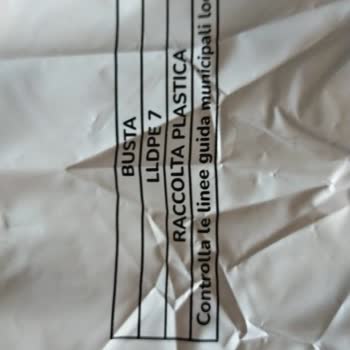 BUSTA
LLDPE 7
RACCOLTA PLASTICA
Controlla le linee guida municipali